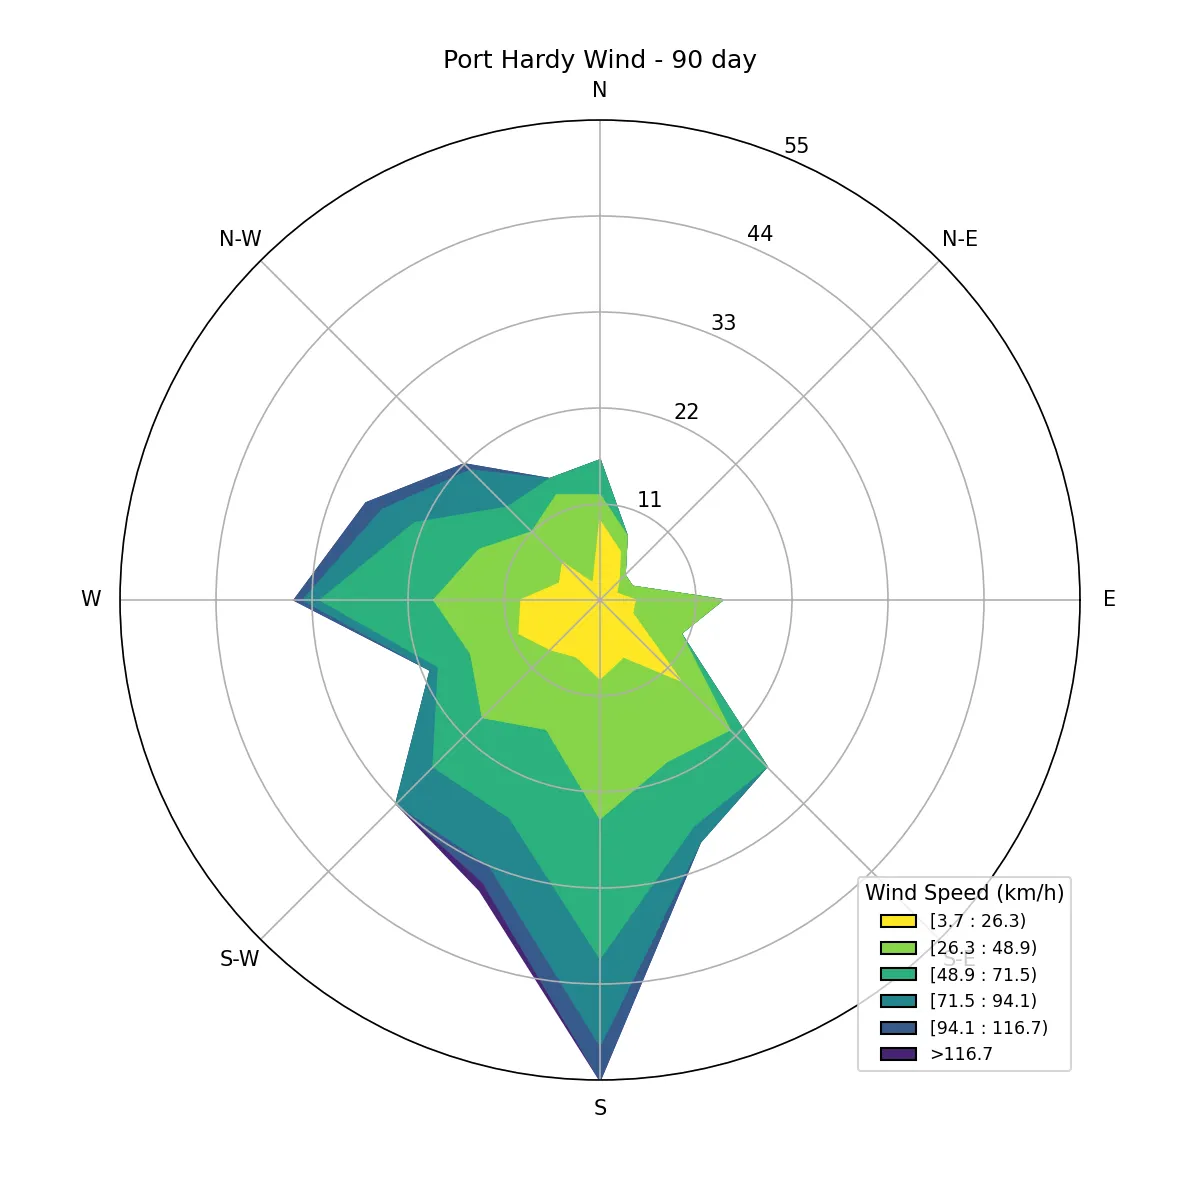 Port Hardy Wind - 90 day
N
55
44
N-W
N-E
33
22
11
W
E
Wind Speed (km/h)
[3.7 : 26.3)
[26.3 : 48.9)
S-W
S-E
[48.9 : 71.5)
[71.5 : 94.1)
[94.1 : 116.7)
>116.7
S